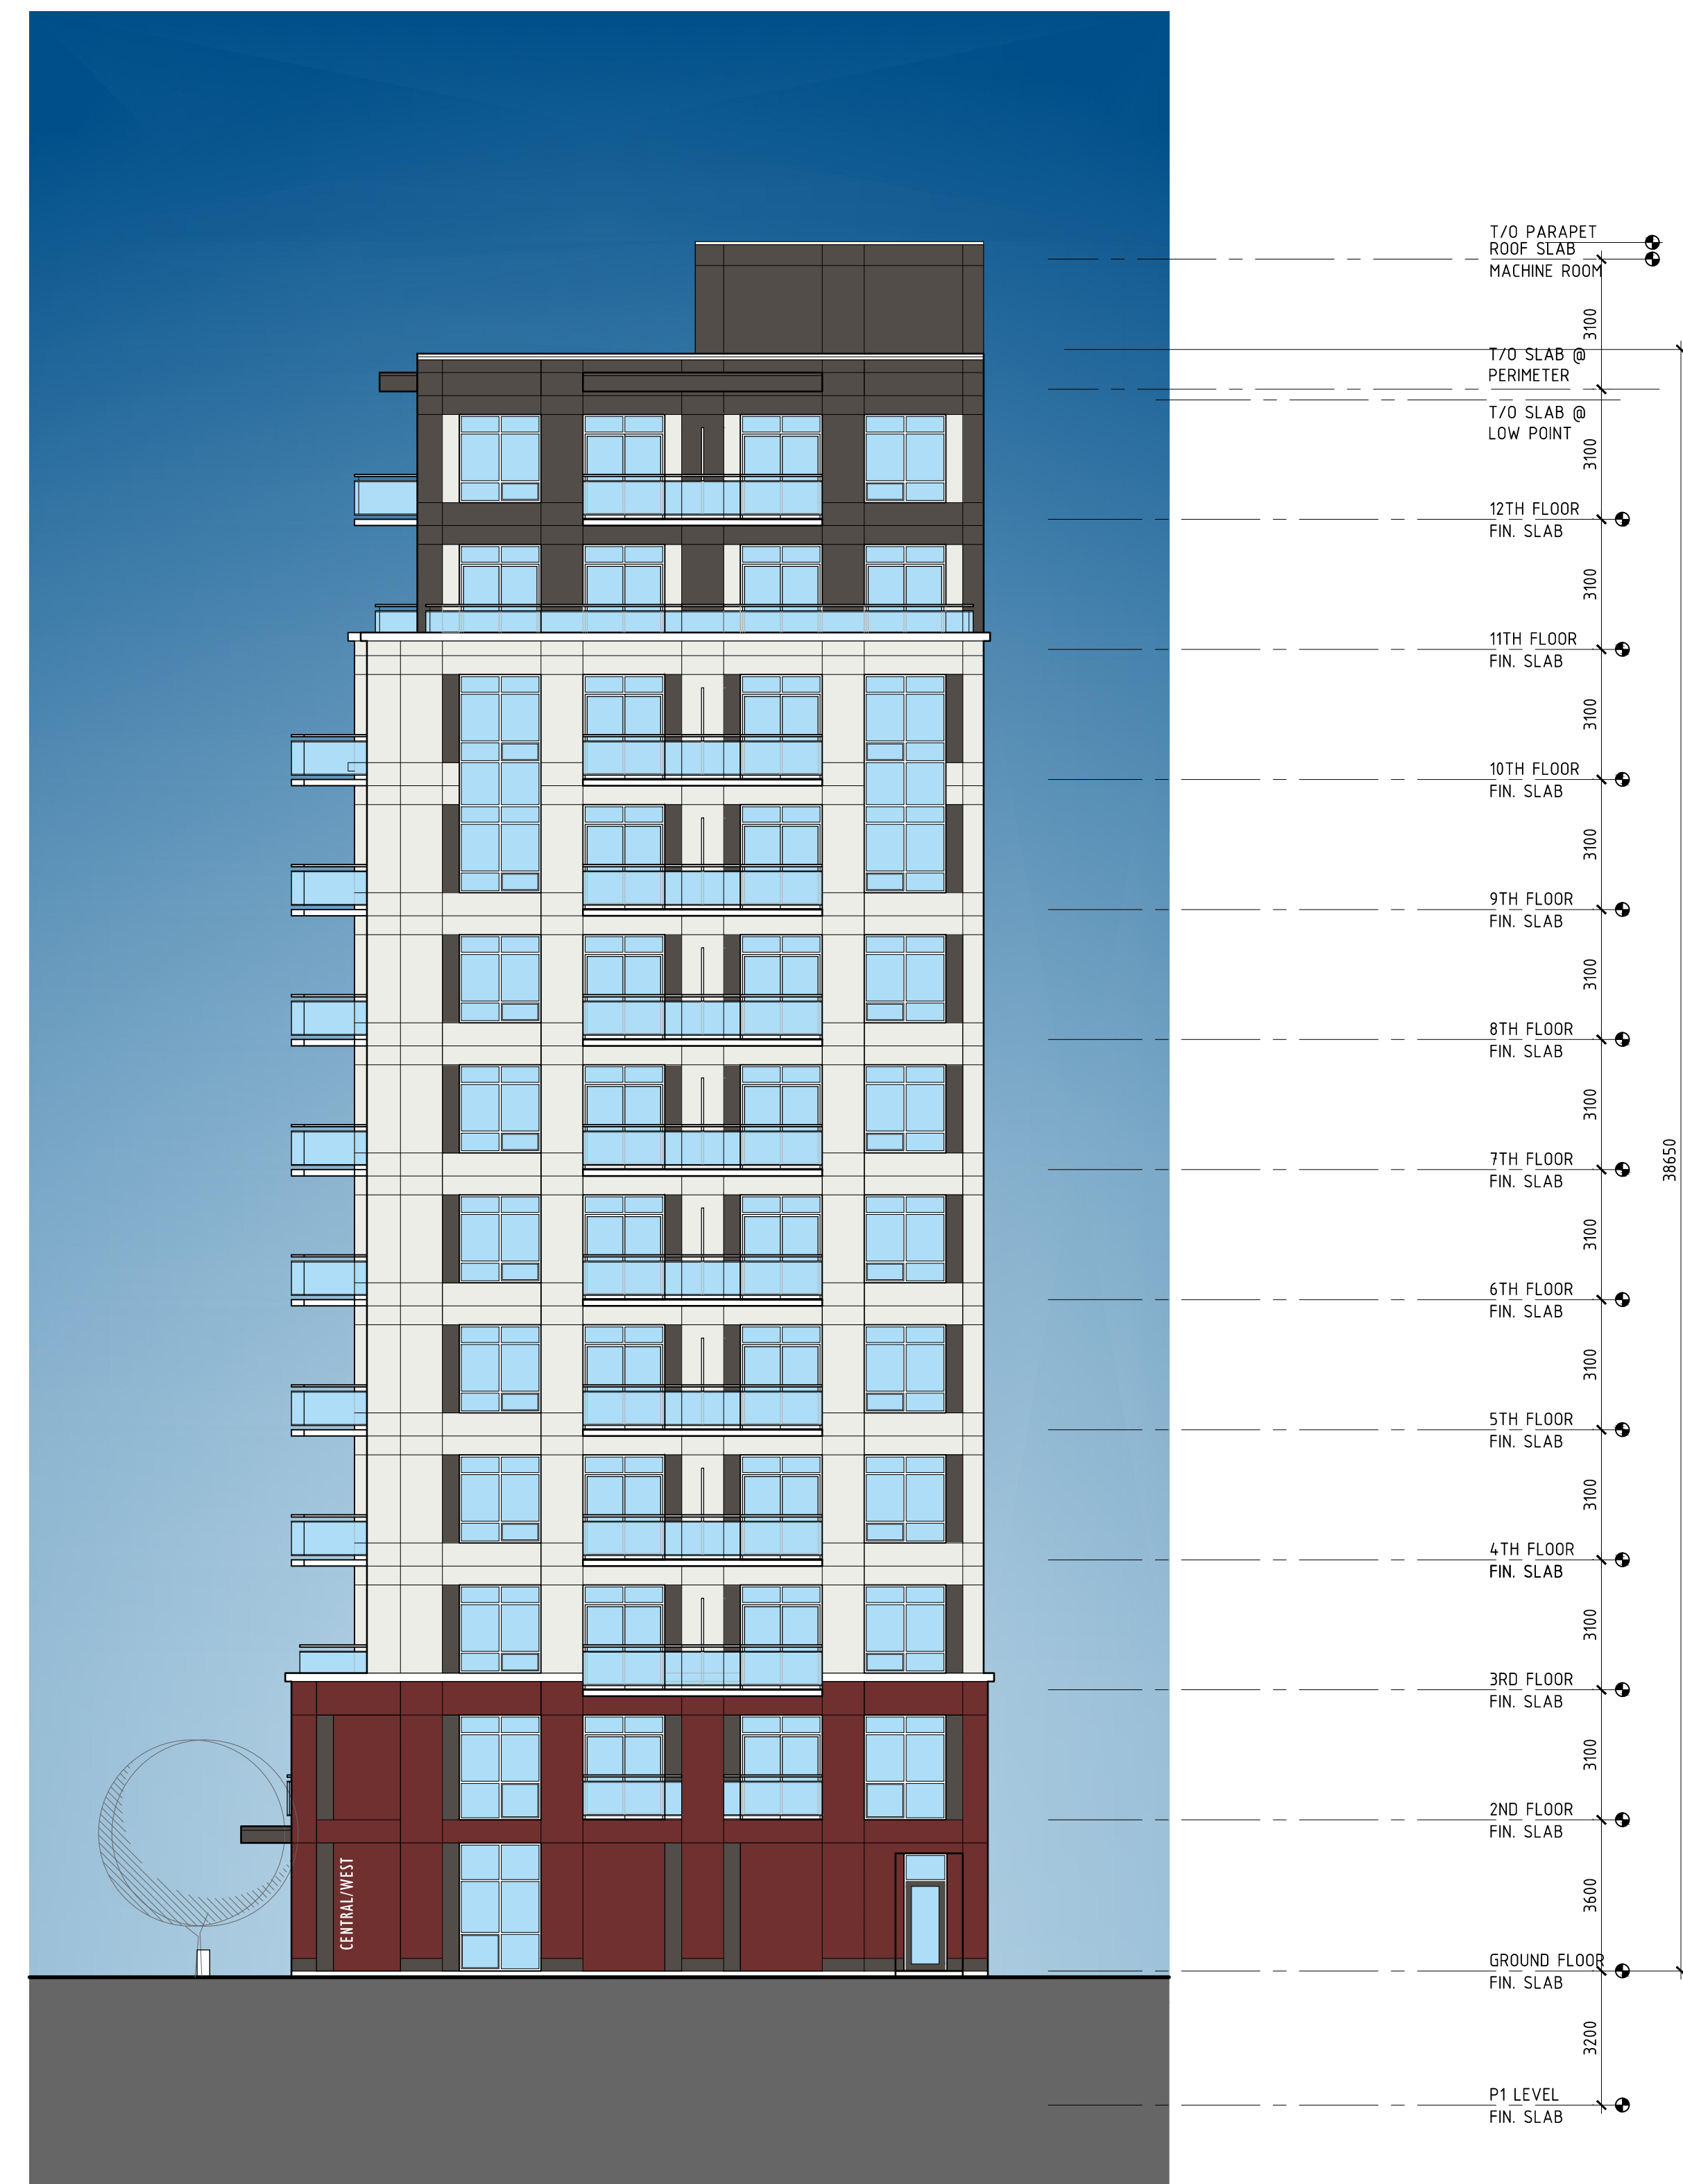 T/O PARAPET
ROOF SLAB
MACHINE ROOM
3100
T/O SLAB @
PERIMETER
T/O SLAB @
LOW POINT
3100
12TH FLOOR
FIN. SLAB
3100
11TH FLOOR
FIN. SLAB
3100
10TH FLOOR
FIN. SLAB
3100
9TH FLOOR
FIN. SLAB
3100
8TH FLOOR
FIN. SLAB
3100
7TH FLOOR
FIN. SLAB
38650
3100
6TH FLOOR
FIN. SLAB
3100
5TH FLOOR
FIN. SLAB
3100
4TH FLOOR
FIN. SLAB
3100
3RD FLOOR
FIN. SLAB
3100
2ND FLOOR
FIN. SLAB
CENTRAL/WEST
3600
GROUND FLOOR
FIN. SLAB
3200
P1 LEVEL
FIN. SLAB